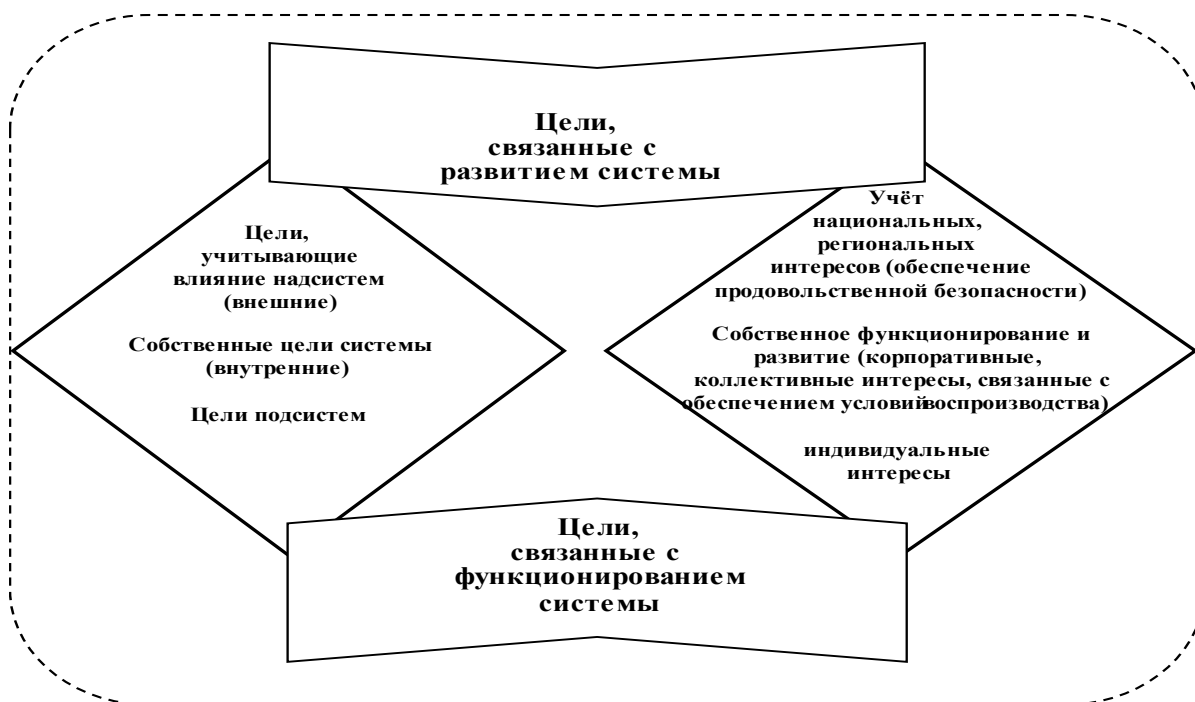 Цели,
связанные с
развитием системы
Цели,
учитывающие
влияние надсистем
(внешние)
Собственные цели системы
(внутренние)
Цели подсистем
Учёт
национальных,
региональных
интересов (обеспечение
продовольственной безопасности)
Собственное функционирование и
развитие (корпоративные,
коллективные интересы, связанные с
обеспечением условий воспроизводства)
индивидуальные
интересы
Цели,
связанные с
функционированием
системы